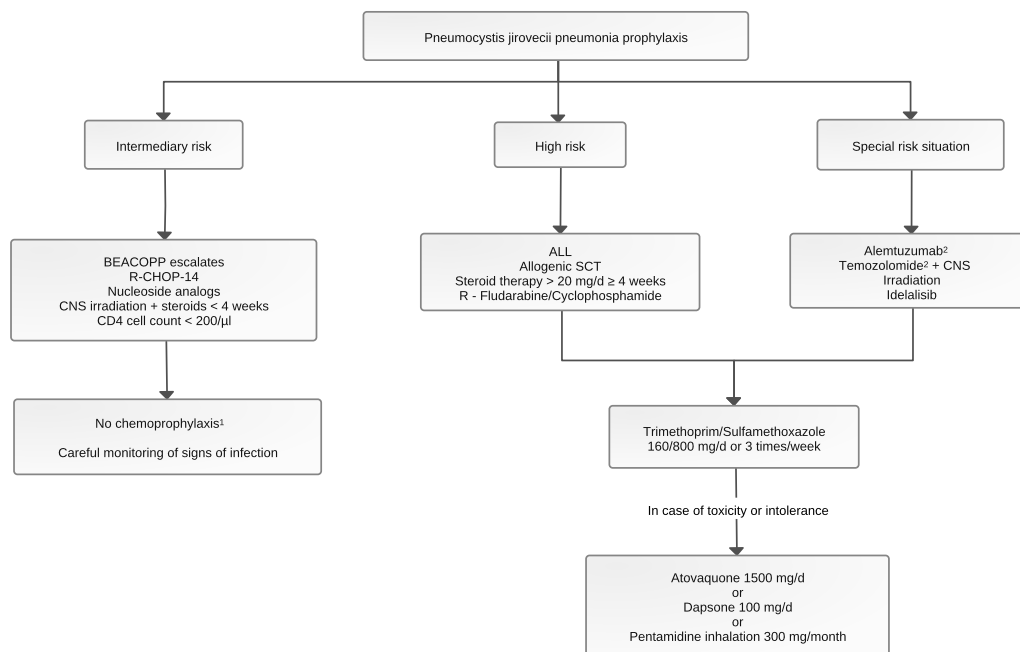 Pneumocystis jirovecii pneumonia prophylaxis
Intermediary risk
High risk
Special risk situation
BEACOPP escalates
R-CHOP-14
Nucleoside analogs
CNS irradiation + steroids < 4 weeks
CD4 cell count < 200/µl
ALL
Allogenic SCT
Steroid therapy > 20 mg/d ≥ 4 weeks
R - Fludarabine/Cyclophosphamide
Alemtuzumab²
Temozolomide² + CNS
Irradiation
Idelalisib
No chemoprophylaxis¹
Careful monitoring of signs of infection
Trimethoprim/Sulfamethoxazole
160/800 mg/d or 3 times/week
In case of toxicity or intolerance
Atovaquone 1500 mg/d
or
Dapsone 100 mg/d
or
Pentamidine inhalation 300 mg/month